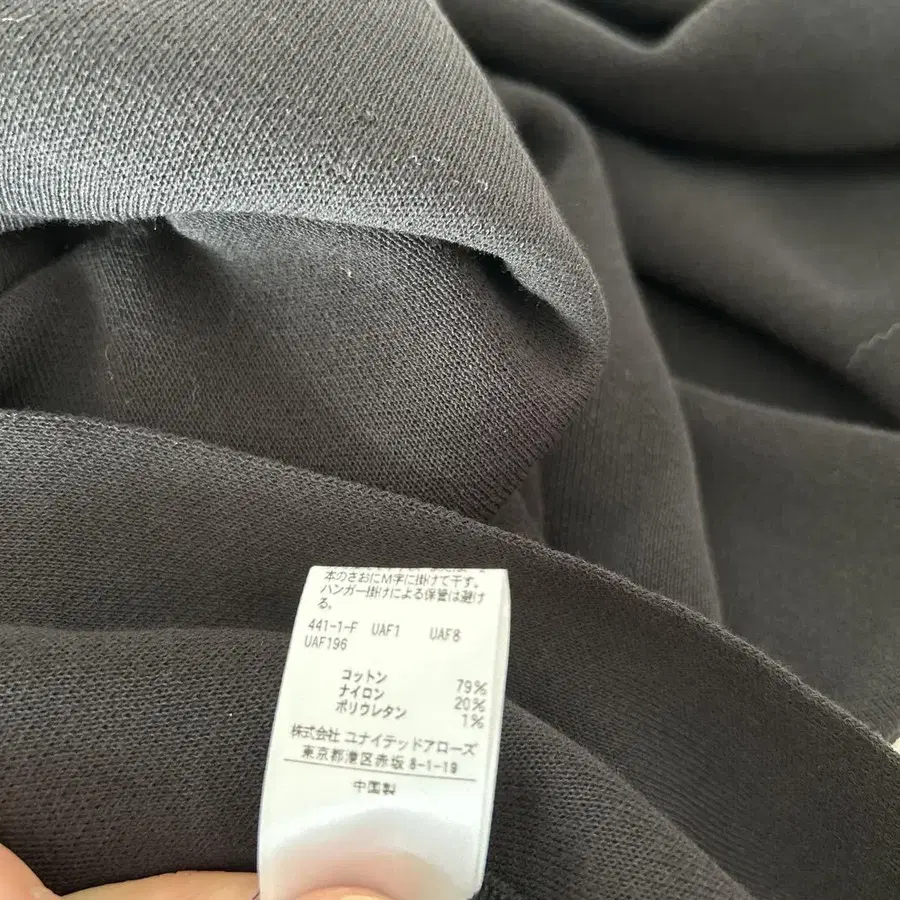 本のさおにM字に掛けて干す。
ハンガー掛けによる保管は避け
る。
441-1-F UAF1 UAF8
UAF196
コットン 79%
ナイロン 20%
ポリウレタン 1%
株式会社 ユナイテッドアローズ
東京都港区赤坂 8-1-19
中国製